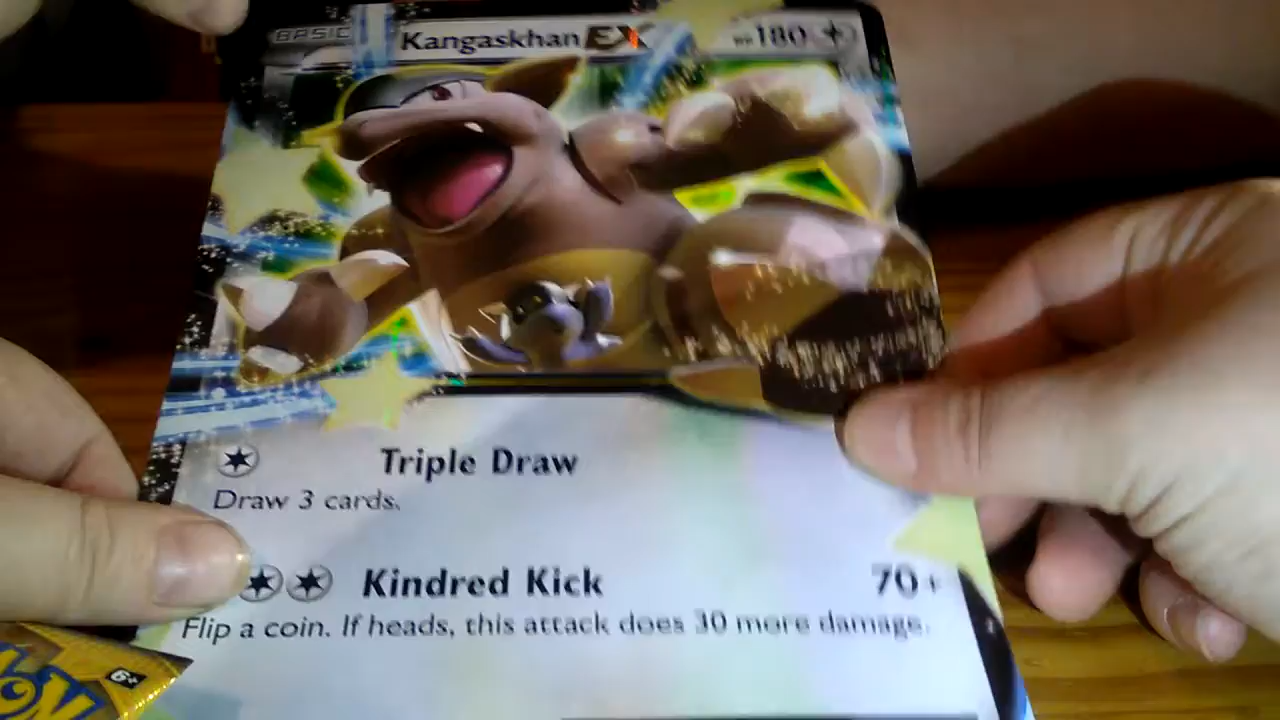 BASIC Kangaskhan EX HP180
Triple Draw
Draw 3 cards.
Kindred Kick 70+
Flip a coin. If heads, this attack does 30 more damage.
6+